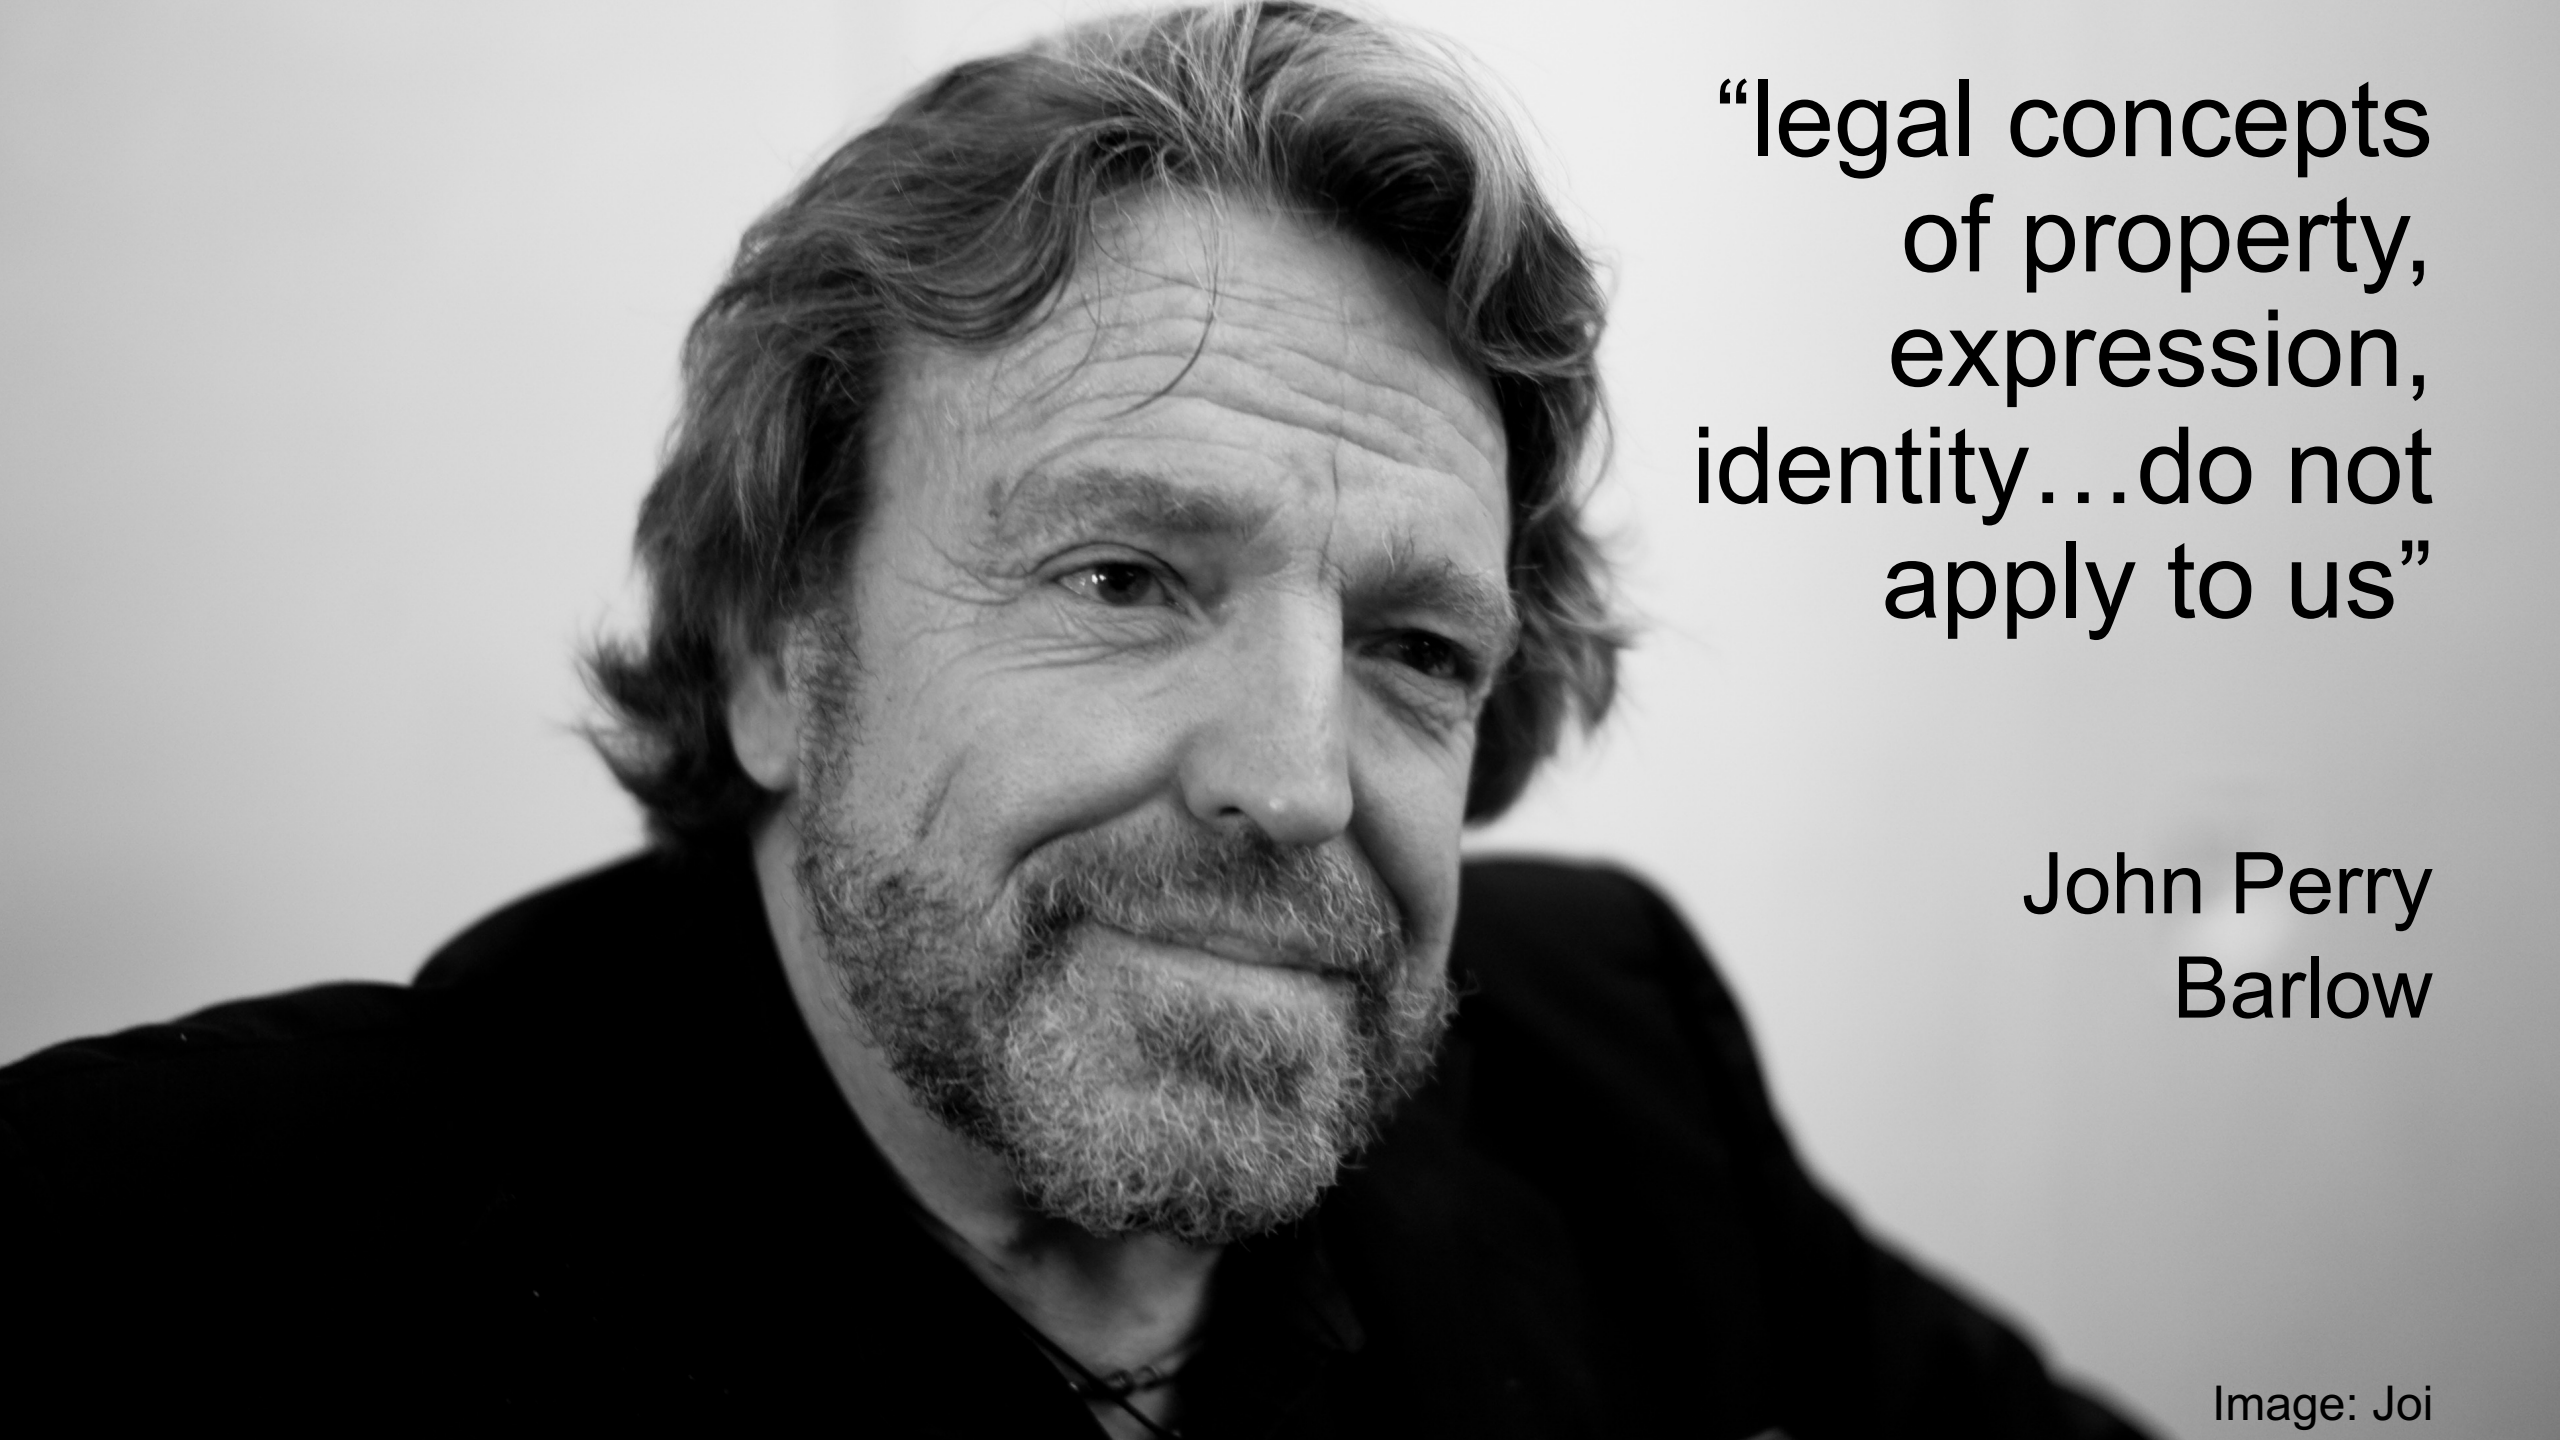 “legal concepts
of property,
expression,
identity…do not
apply to us”
John Perry
Barlow
Image: Joi